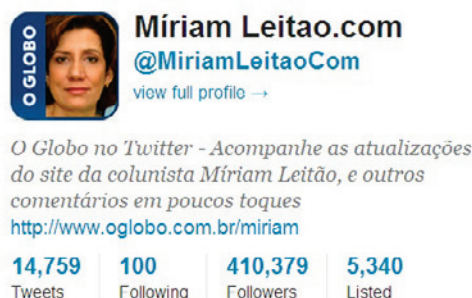 O GLOBO
Míriam Leitao.com
@MiriamLeitaoCom
view full profile →
O Globo no Twitter - Acompanhe as atualizações
do site da colunista Míriam Leitão, e outros
comentários em poucos toques
http://www.oglobo.com.br/miriam
14,759 100 410,379 5,340
Tweets Following Followers Listed